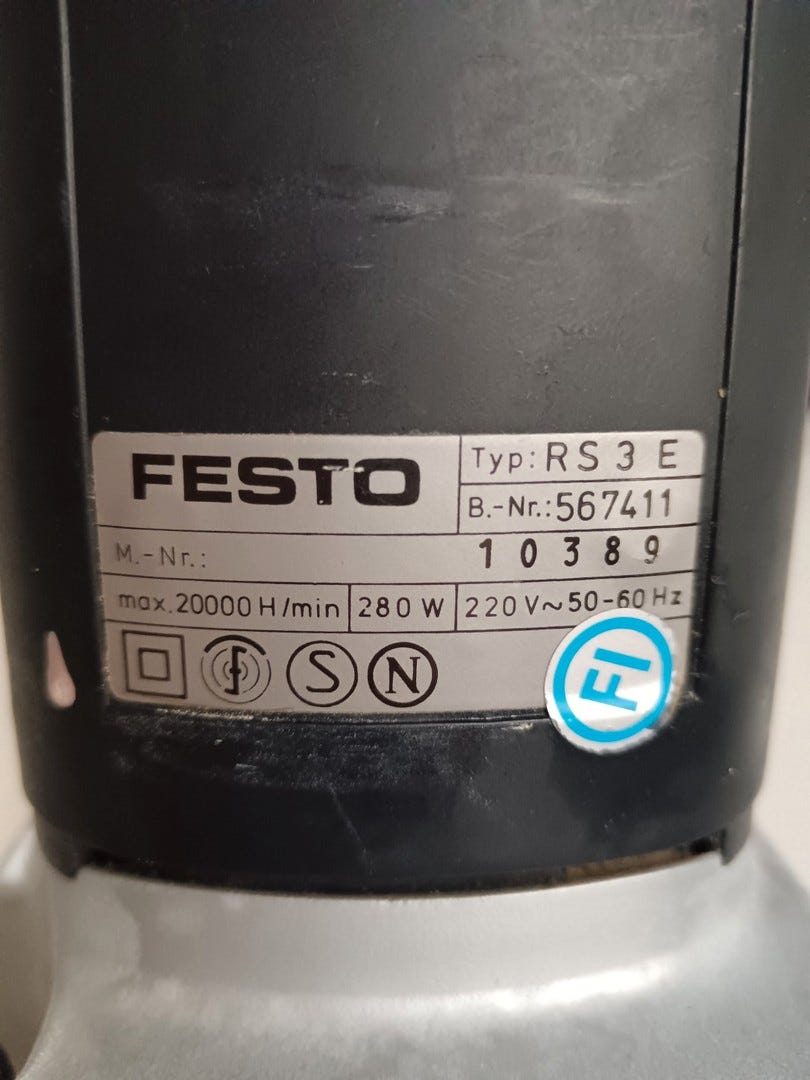 FESTO
Typ: RS 3 E
B.-Nr.: 567411
M.-Nr.: 10389
max. 20000 H/min 280 W 220 V~ 50-60 Hz
S N FI